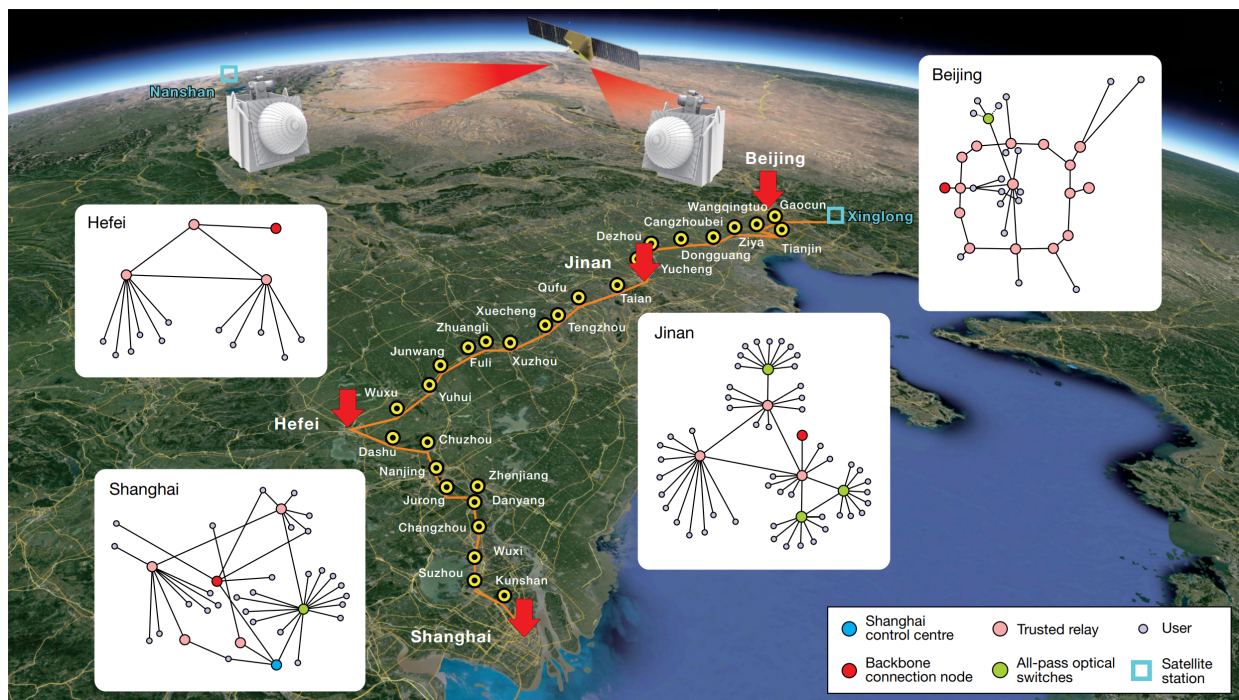 Nanshan
Beijing
Beijing
Wangqingtuo
Gaocun
Cangzhoubei
Xinglong
Dezhou
Ziya
Tianjin
Dongguang
Jinan
Yucheng
Hefei
Qufu
Taian
Xuecheng
Tengzhou
Zhuangli
Jinan
Junwang
Fuli
Xuzhou
Wuxu
Yuhui
Hefei
Chuzhou
Dashu
Nanjing
Zhenjiang
Shanghai
Jurong
Danyang
Changzhou
Wuxi
Suzhou
Kunshan
Shanghai
Shanghai
control centre
Trusted relay
User
Backbone
connection node
All-pass optical
switches
Satellite
station